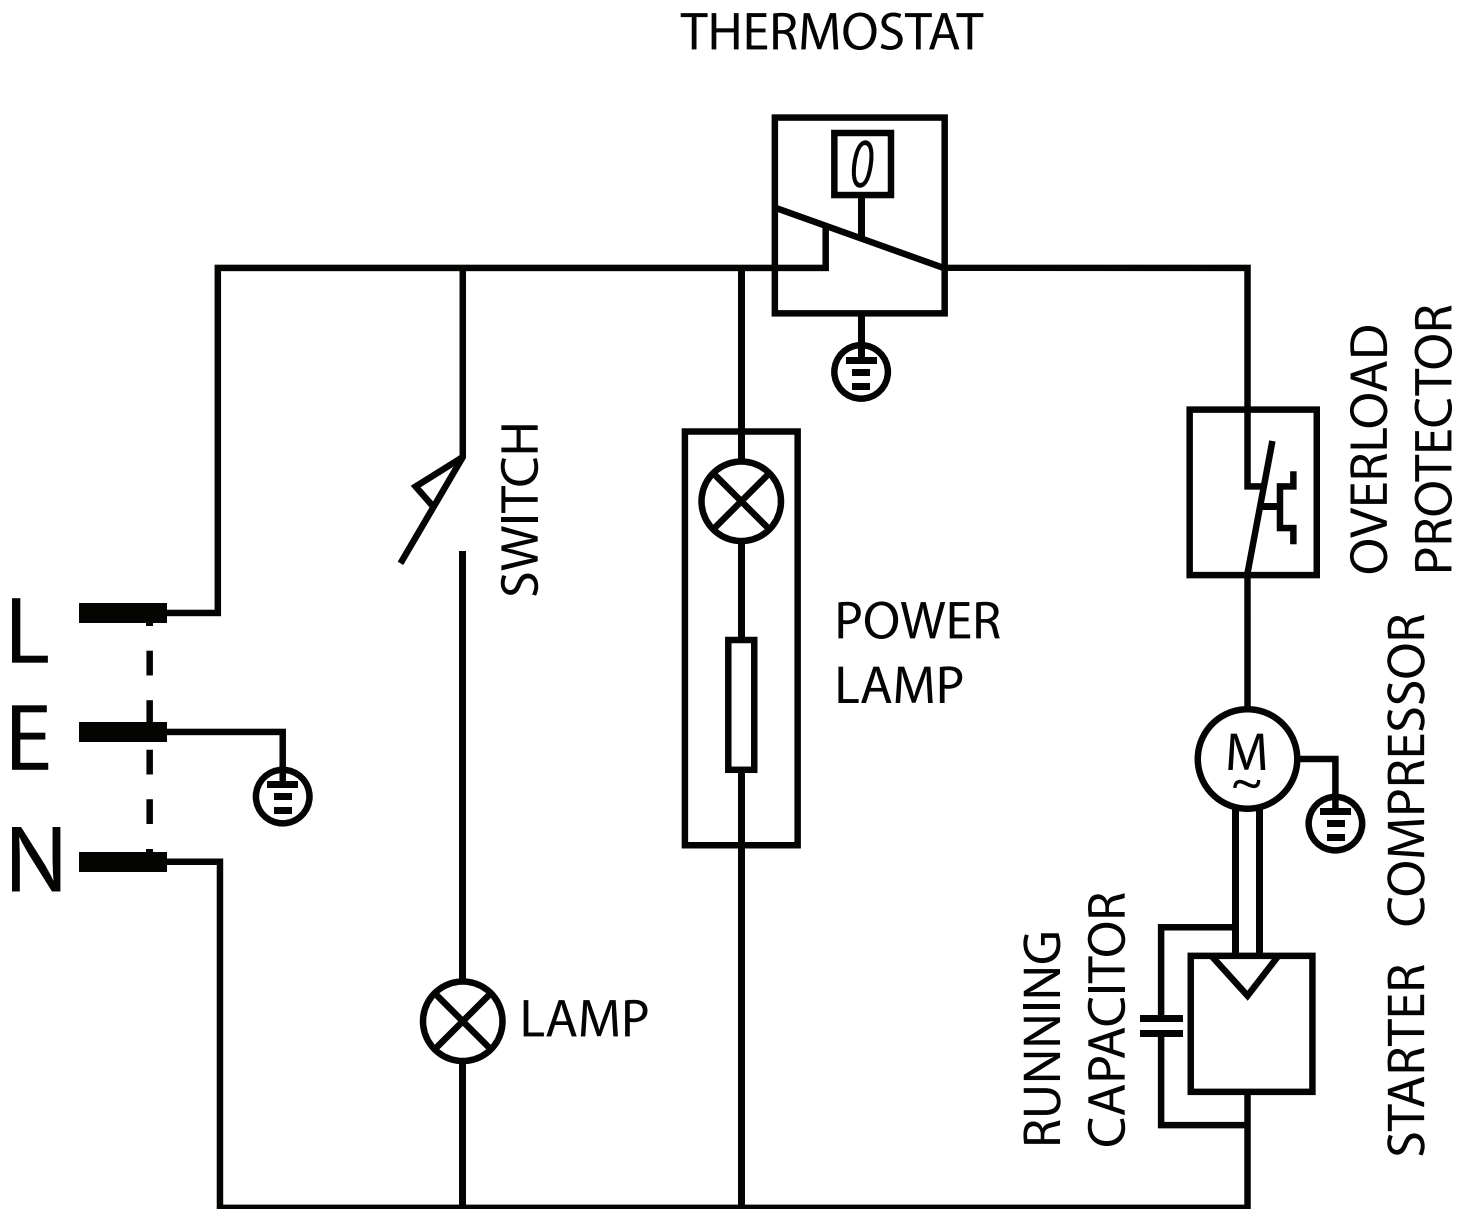 THERMOSTAT
0
SWITCH
OVERLOAD
PROTECTOR
L
E
N
POWER
LAMP
M
~
COMPRESSOR
LAMP
RUNNING
CAPACITOR
STARTER